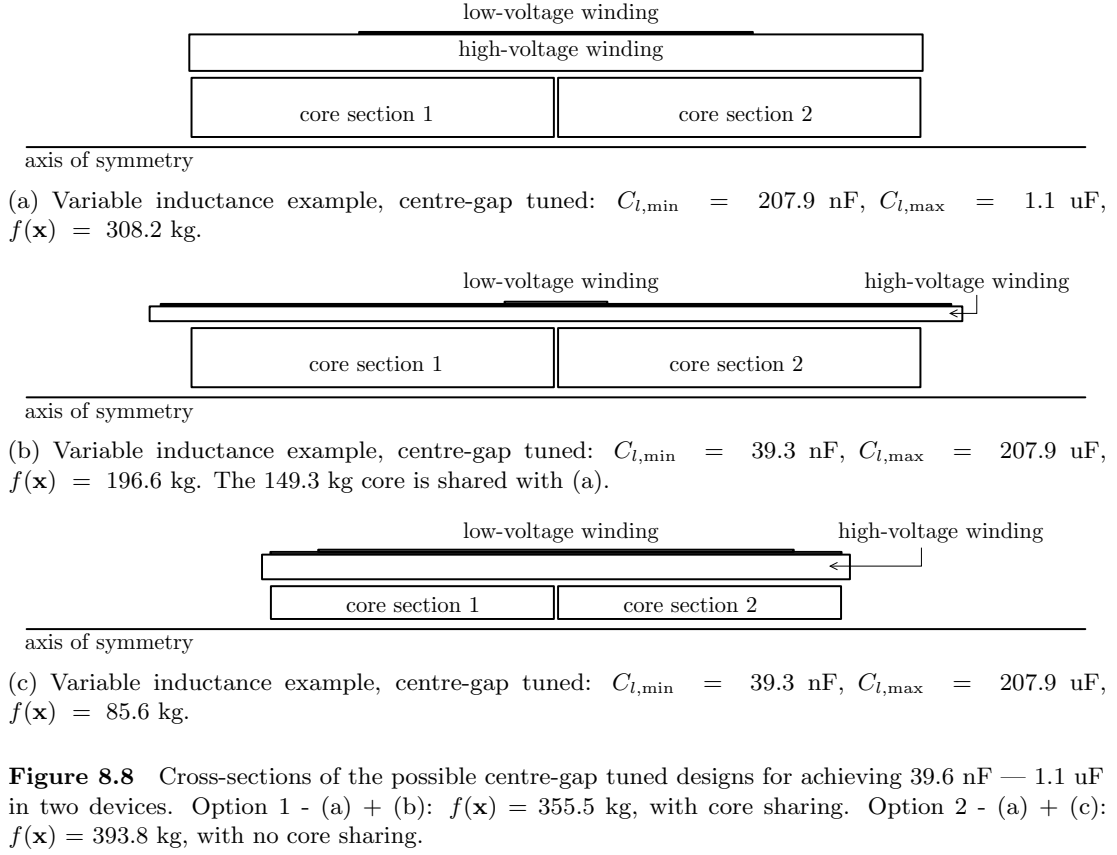 low-voltage winding
high-voltage winding
core section 1
core section 2
axis of symmetry
(a) Variable inductance example, centre-gap tuned: C_{l,min} = 207.9 nF, C_{l,max} = 1.1 uF,
f(x) = 308.2 kg.
low-voltage winding
high-voltage winding
core section 1
core section 2
axis of symmetry
(b) Variable inductance example, centre-gap tuned: C_{l,min} = 39.3 nF, C_{l,max} = 207.9 uF,
f(x) = 196.6 kg. The 149.3 kg core is shared with (a).
low-voltage winding
high-voltage winding
core section 1
core section 2
axis of symmetry
(c) Variable inductance example, centre-gap tuned: C_{l,min} = 39.3 nF, C_{l,max} = 207.9 uF,
f(x) = 85.6 kg.
Figure 8.8 Cross-sections of the possible centre-gap tuned designs for achieving 39.6 nF — 1.1 uF
in two devices. Option 1 - (a) + (b): f(x) = 355.5 kg, with core sharing. Option 2 - (a) + (c):
f(x) = 393.8 kg, with no core sharing.